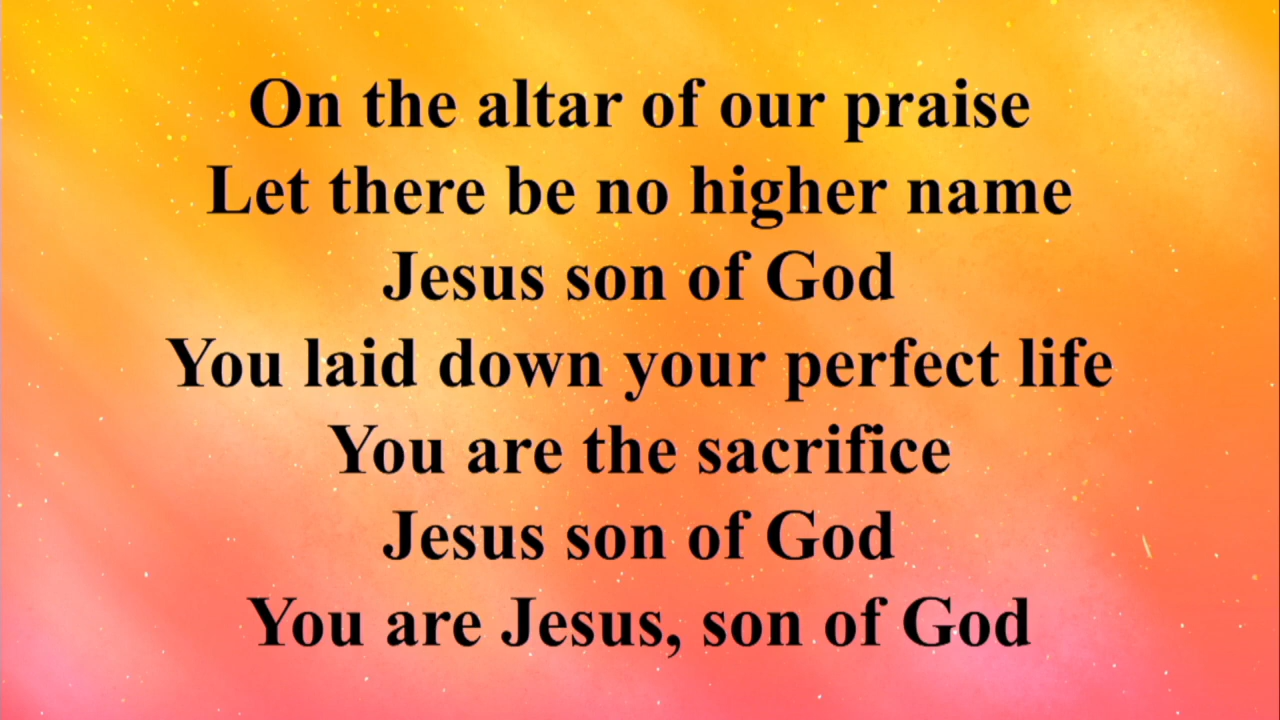 On the altar of our praise
Let there be no higher name
Jesus son of God
You laid down your perfect life
You are the sacrifice
Jesus son of God
You are Jesus, son of God